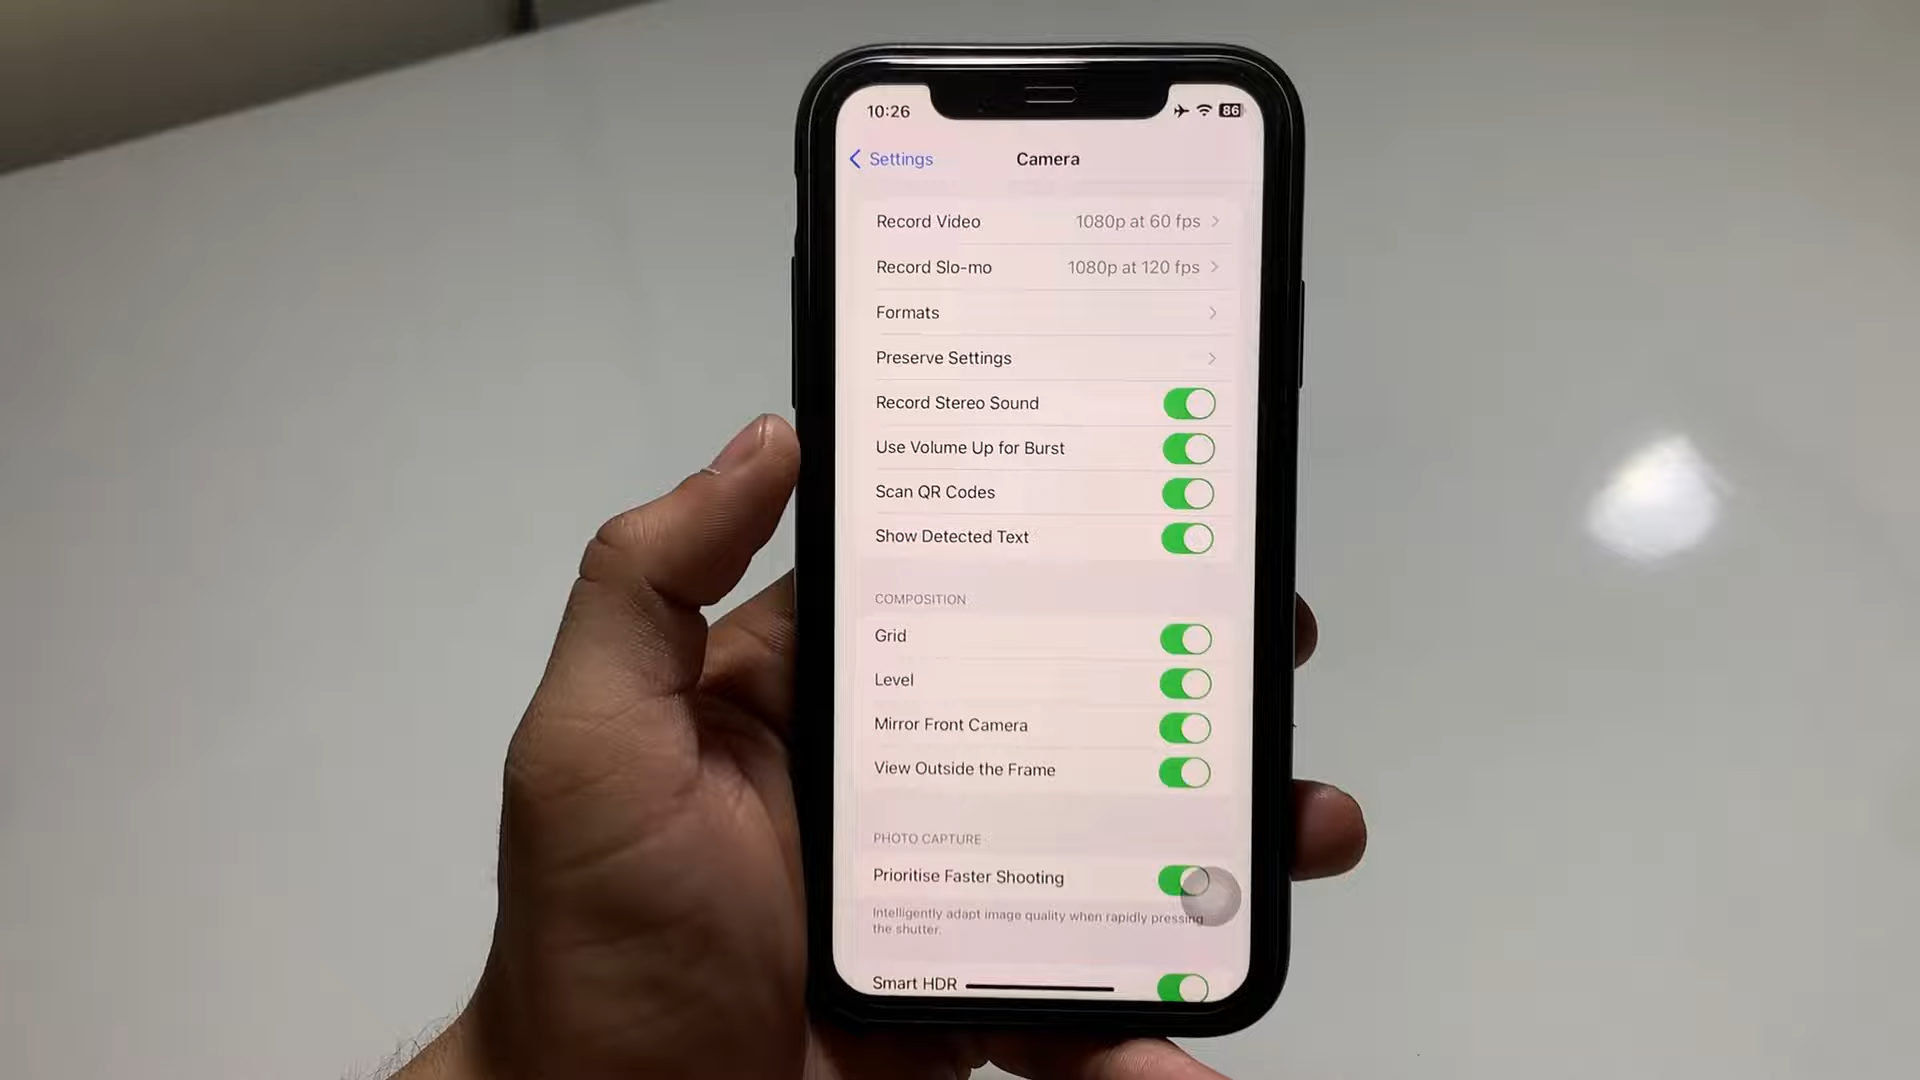 10:26
86
Settings
Camera
Record Video 1080p at 60 fps
Record Slo-mo 1080p at 120 fps
Formats
Preserve Settings
Record Stereo Sound
Use Volume Up for Burst
Scan QR Codes
Show Detected Text
COMPOSITION
Grid
Level
Mirror Front Camera
View Outside the Frame
PHOTO CAPTURE
Prioritise Faster Shooting
Intelligently adapt image quality when rapidly pressing
the shutter.
Smart HDR